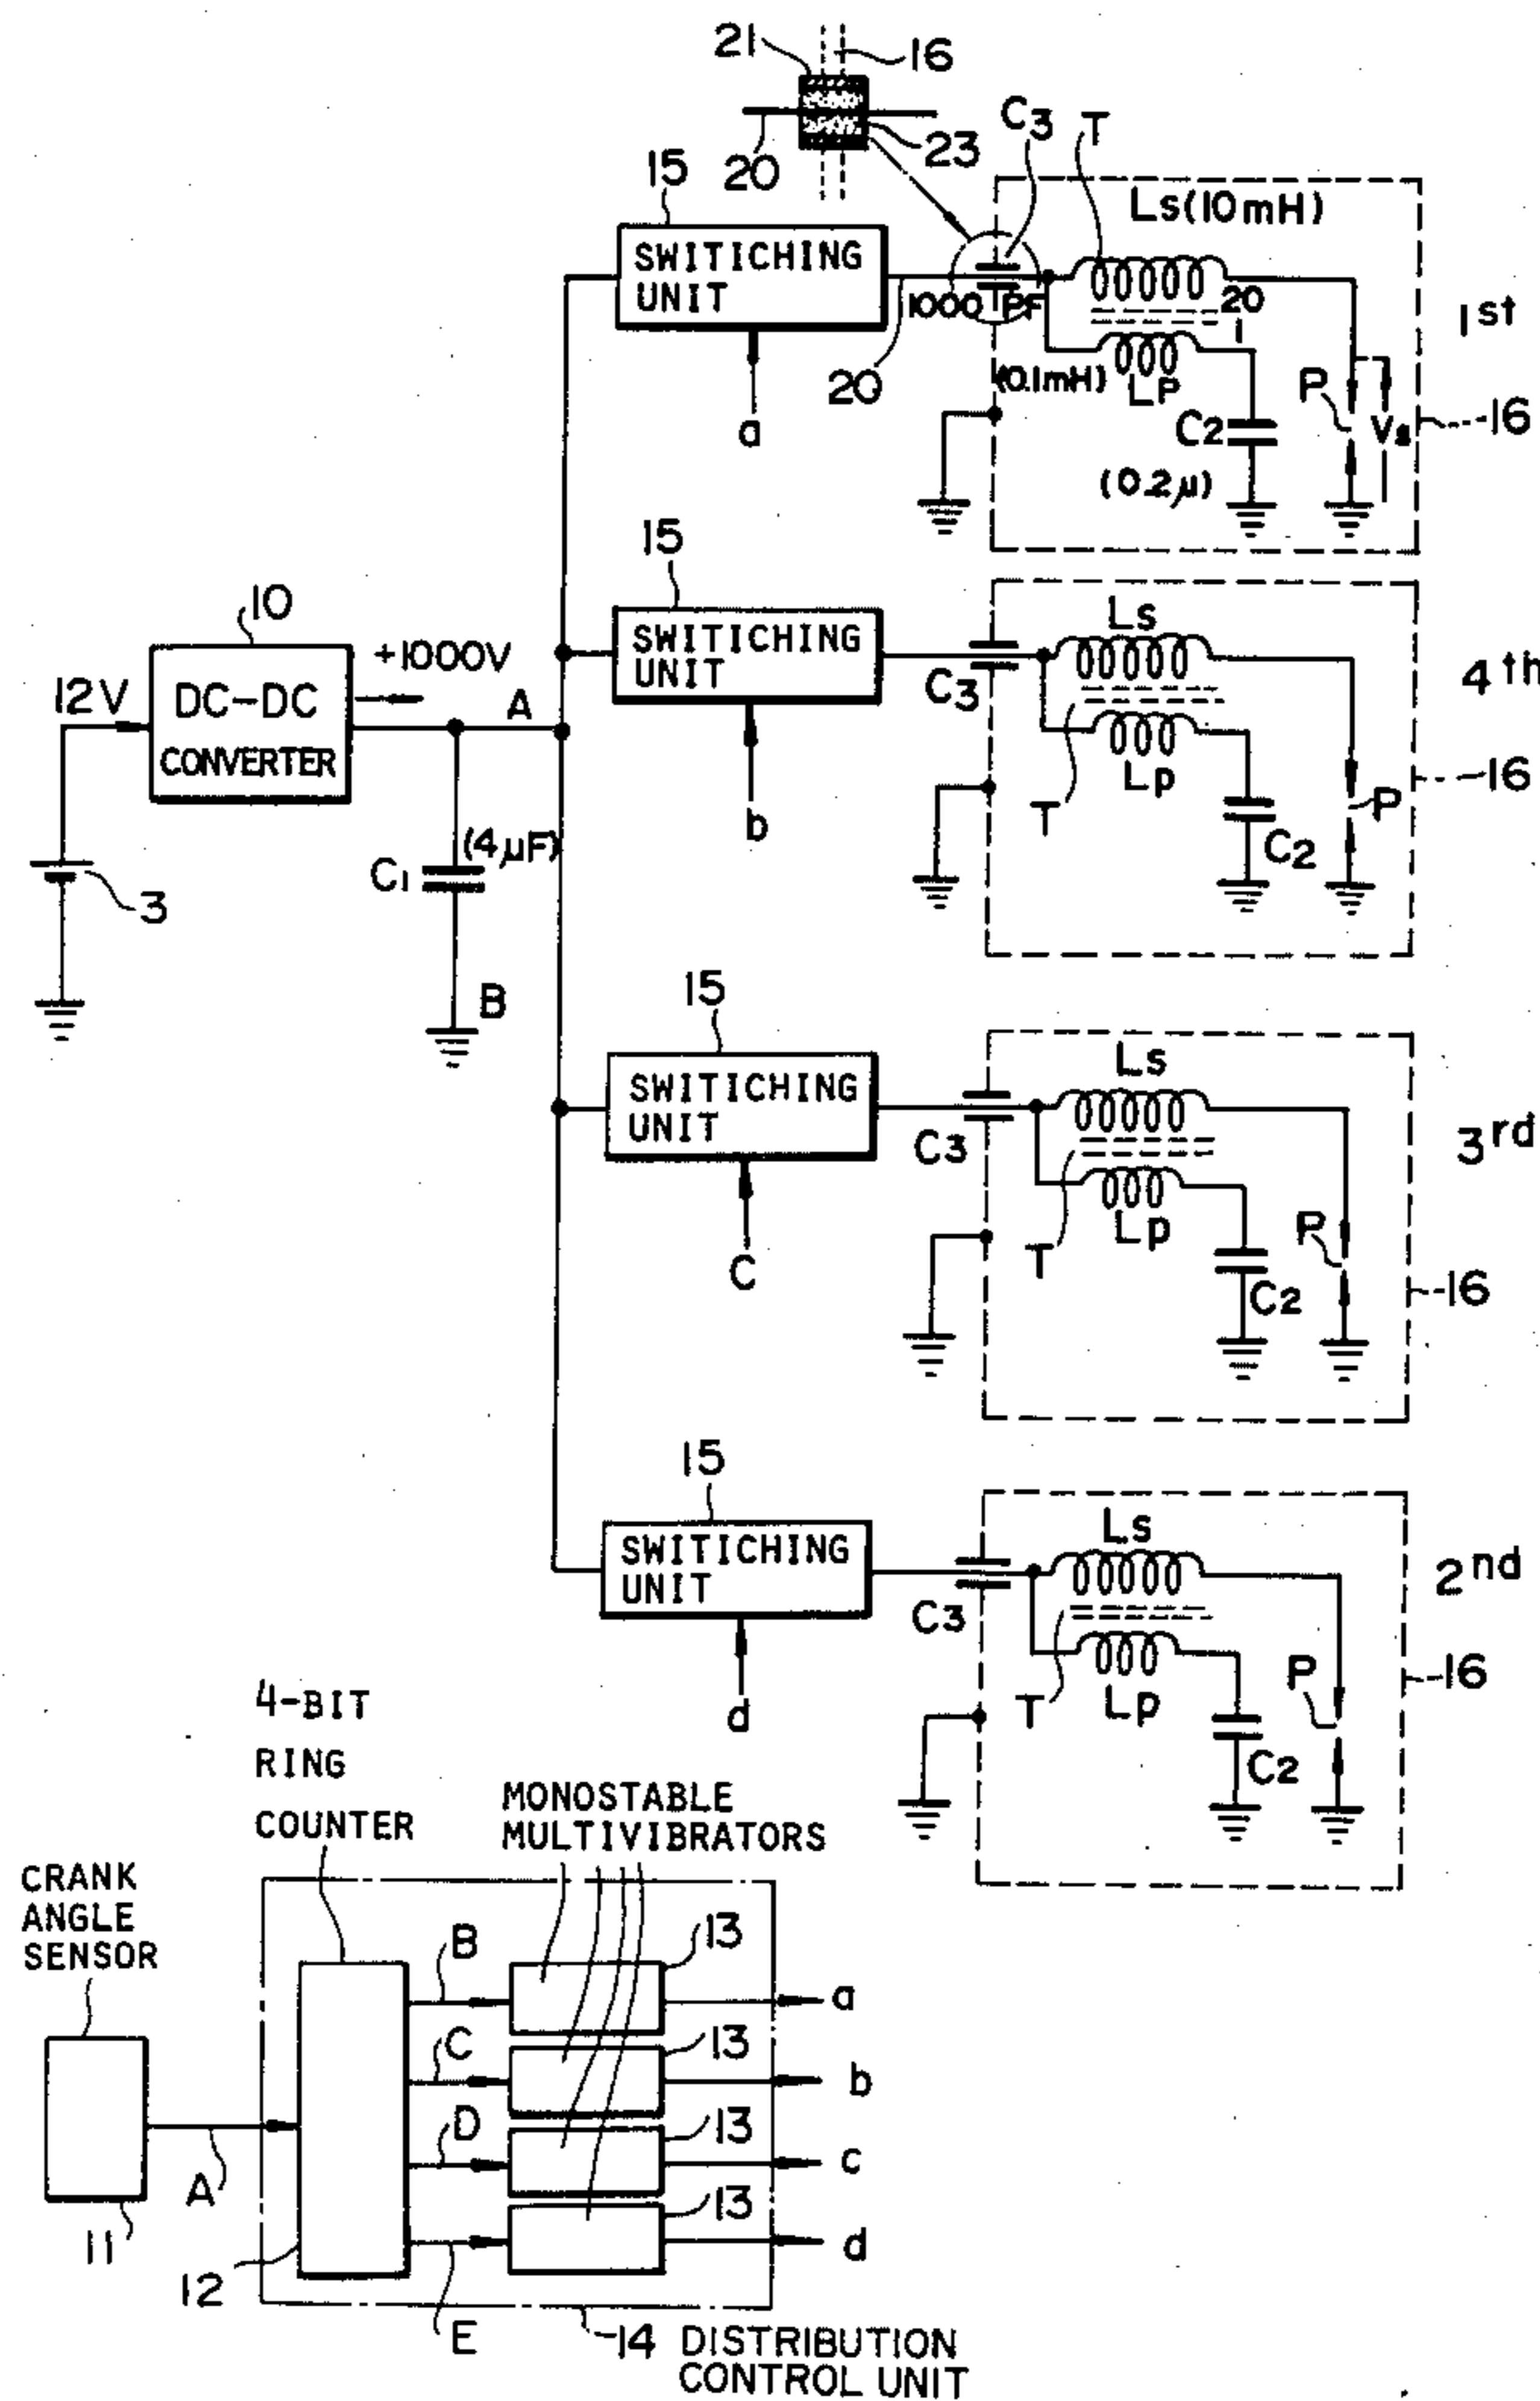 21
16
C3
T
23
20
15
Ls(10mH)
SWITICHING
UNIT
1000 PF
20
1
1st
20
(0.1mH)
LP
P
a
C2
16
(0.2μ)
15
10
Ls
+1000V
SWITICHING
UNIT
4th
12V
DC-DC
CONVERTER
A
C3
Lp
16
T
P
b
(4μF)
C1
C2
3
B
15
Ls
SWITICHING
UNIT
3rd
C3
Lp
P
T
C
C2
16
15
Ls
SWITICHING
UNIT
2nd
C3
P
16
T
Lp
d
C2
4-BIT
RING
COUNTER
MONOSTABLE
MULTIVIBRATORS
CRANK
ANGLE
SENSOR
B
13
a
C
13
b
D
13
c
A
13
11
d
12
E
14 DISTRIBUTION
CONTROL UNIT